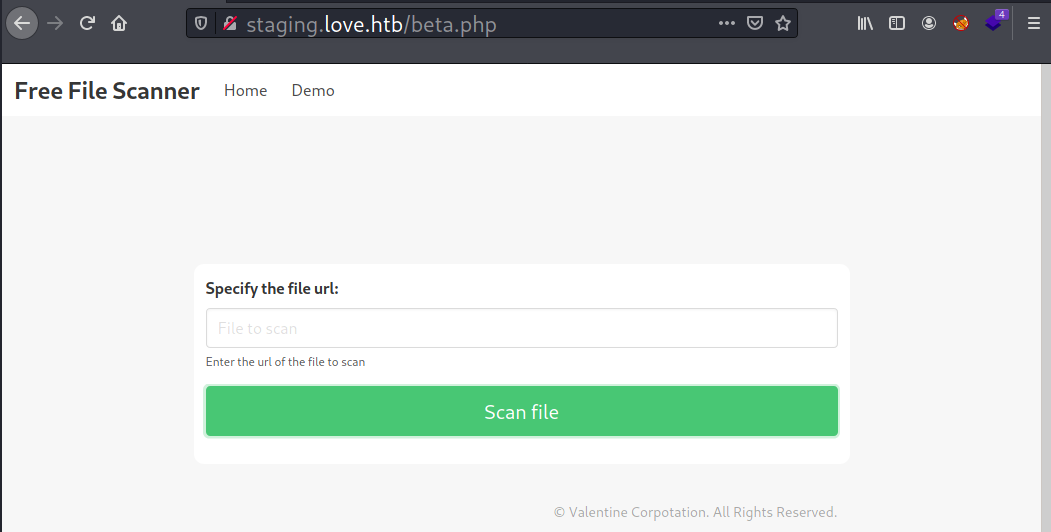 staging.love.htb/beta.php
4
Free File Scanner Home Demo
Specify the file url:
File to scan
Enter the url of the file to scan
Scan file
© Valentine Corpotation. All Rights Reserved.